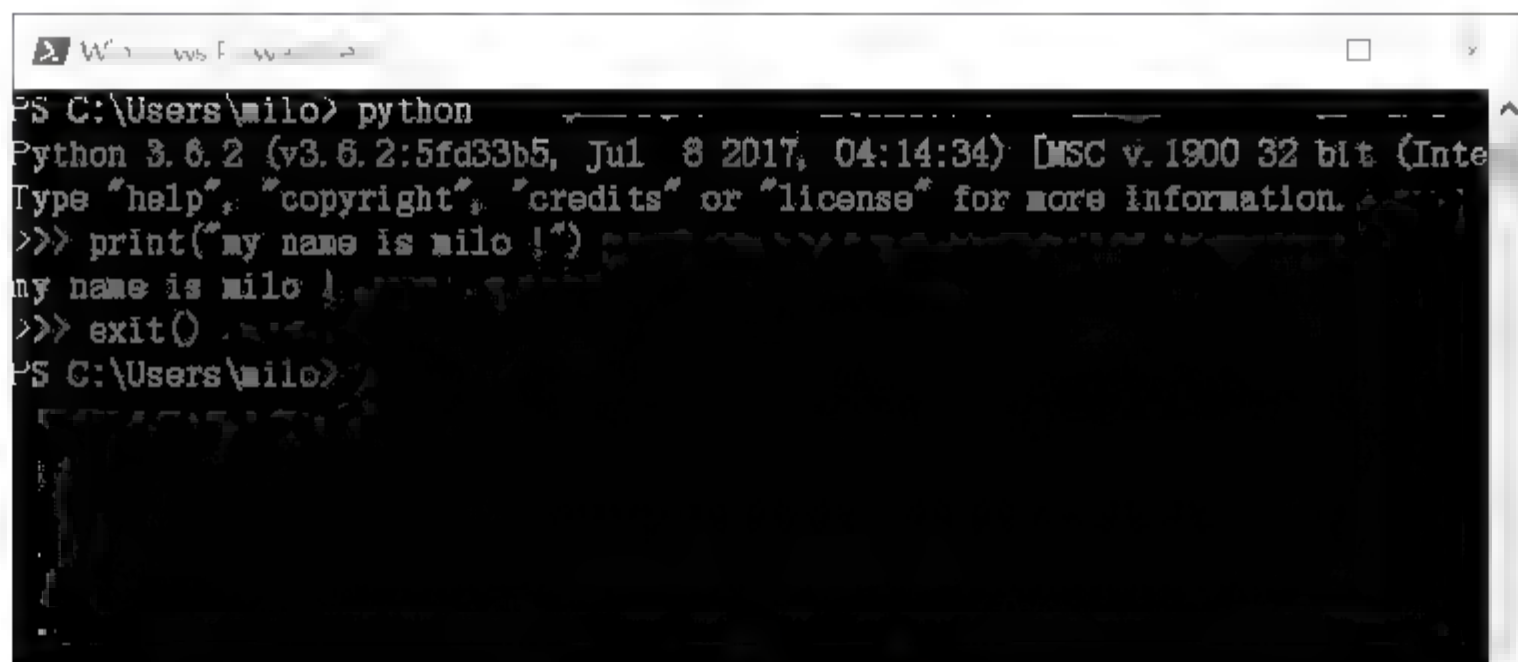 PS C:\Users\milo> python
Python 3.6.2 (v3.6.2:5fd33b5, Jul  8 2017, 04:14:34) [MSC v.1900 32 bit (Inte
Type "help", "copyright", "credits" or "license" for more information.
>>> print("my name is milo !")
my name is milo !
>>> exit()
PS C:\Users\milo>